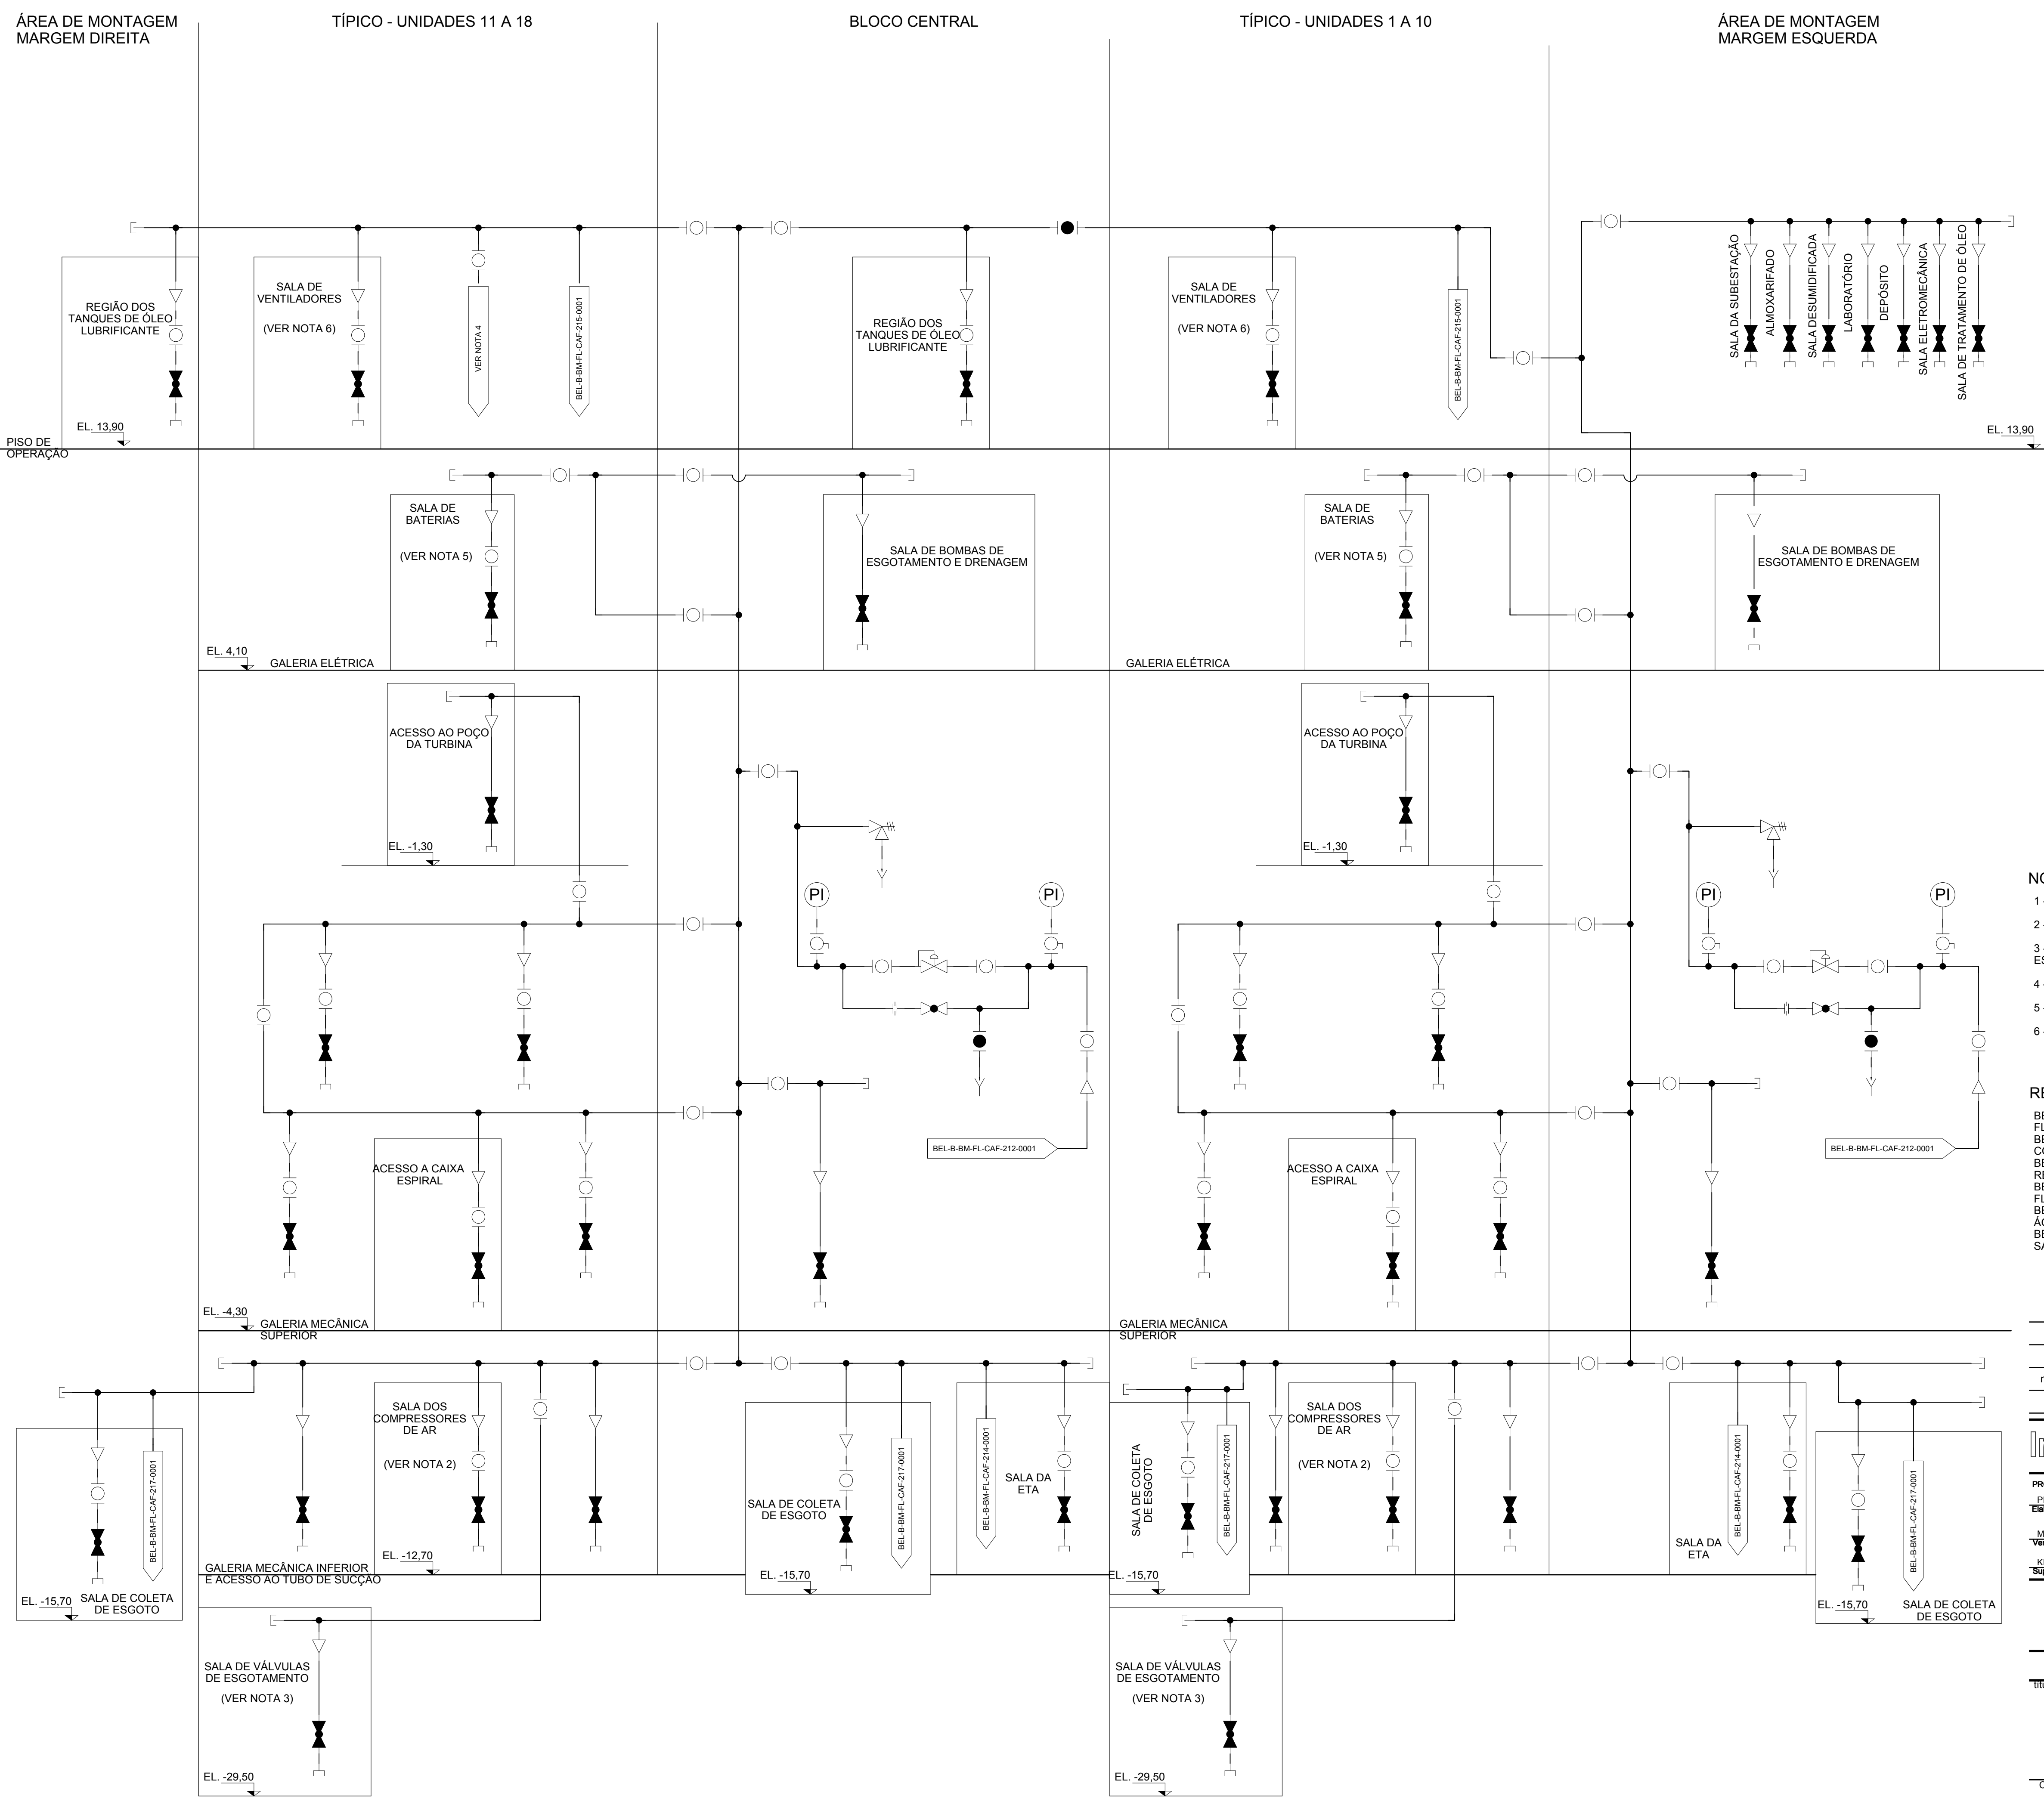 ÁREA DE MONTAGEM
MARGEM DIREITA
TÍPICO - UNIDADES 11 A 18
BLOCO CENTRAL
TÍPICO - UNIDADES 1 A 10
ÁREA DE MONTAGEM
MARGEM ESQUERDA
REGIÃO DOS
TANQUES DE ÓLEO
LUBRIFICANTE
SALA DE
VENTILADORES
(VER NOTA 6)
VER NOTA 4
BEL-B-BM-FL-CAF-215-0001
REGIÃO DOS
TANQUES DE ÓLEO
LUBRIFICANTE
SALA DE
VENTILADORES
(VER NOTA 6)
BEL-B-BM-FL-CAF-215-0001
SALA DA SUBESTAÇÃO
ALMOXARIFADO
SALA DESUMIDIFICADA
LABORATÓRIO
DEPÓSITO
SALA ELETROMECÂNICA
SALA DE TRATAMENTO DE ÓLEO
EL. 13,90
EL. 13,90
PISO DE
OPERAÇÃO
SALA DE
BATERIAS
(VER NOTA 5)
SALA DE BOMBAS DE
ESGOTAMENTO E DRENAGEM
SALA DE
BATERIAS
(VER NOTA 5)
SALA DE BOMBAS DE
ESGOTAMENTO E DRENAGEM
EL. 4,10
GALERIA ELÉTRICA
GALERIA ELÉTRICA
ACESSO AO POÇO
DA TURBINA
EL. -1,30
ACESSO AO POÇO
DA TURBINA
EL. -1,30
PI
PI
PI
PI
1
2
3
4
5
6
ACESSO A CAIXA
ESPIRAL
BEL-B-BM-FL-CAF-212-0001
ACESSO A CAIXA
ESPIRAL
BEL-B-BM-FL-CAF-212-0001
EL. -4,30
GALERIA MECÂNICA
SUPERIOR
GALERIA MECÂNICA
SUPERIOR
BEL-B-BM-FL-CAF-217-0001
SALA DE COLETA
DE ESGOTO
EL. -15,70
SALA DOS
COMPRESSORES
DE AR
(VER NOTA 2)
EL. -12,70
GALERIA MECÂNICA INFERIOR
E ACESSO AO TUBO DE SUCÇÃO
SALA DE COLETA
DE ESGOTO
BEL-B-BM-FL-CAF-217-0001
EL. -15,70
BEL-B-BM-FL-CAF-214-0001
SALA DA
ETA
SALA DE COLETA
DE ESGOTO
BEL-B-BM-FL-CAF-217-0001
EL. -15,70
SALA DOS
COMPRESSORES
DE AR
(VER NOTA 2)
SALA DA
ETA
BEL-B-BM-FL-CAF-214-0001
BEL-B-BM-FL-CAF-217-0001
EL. -15,70
SALA DE COLETA
DE ESGOTO
SALA DE VÁLVULAS
DE ESGOTAMENTO
(VER NOTA 3)
EL. -29,50
SALA DE VÁLVULAS
DE ESGOTAMENTO
(VER NOTA 3)
EL. -29,50